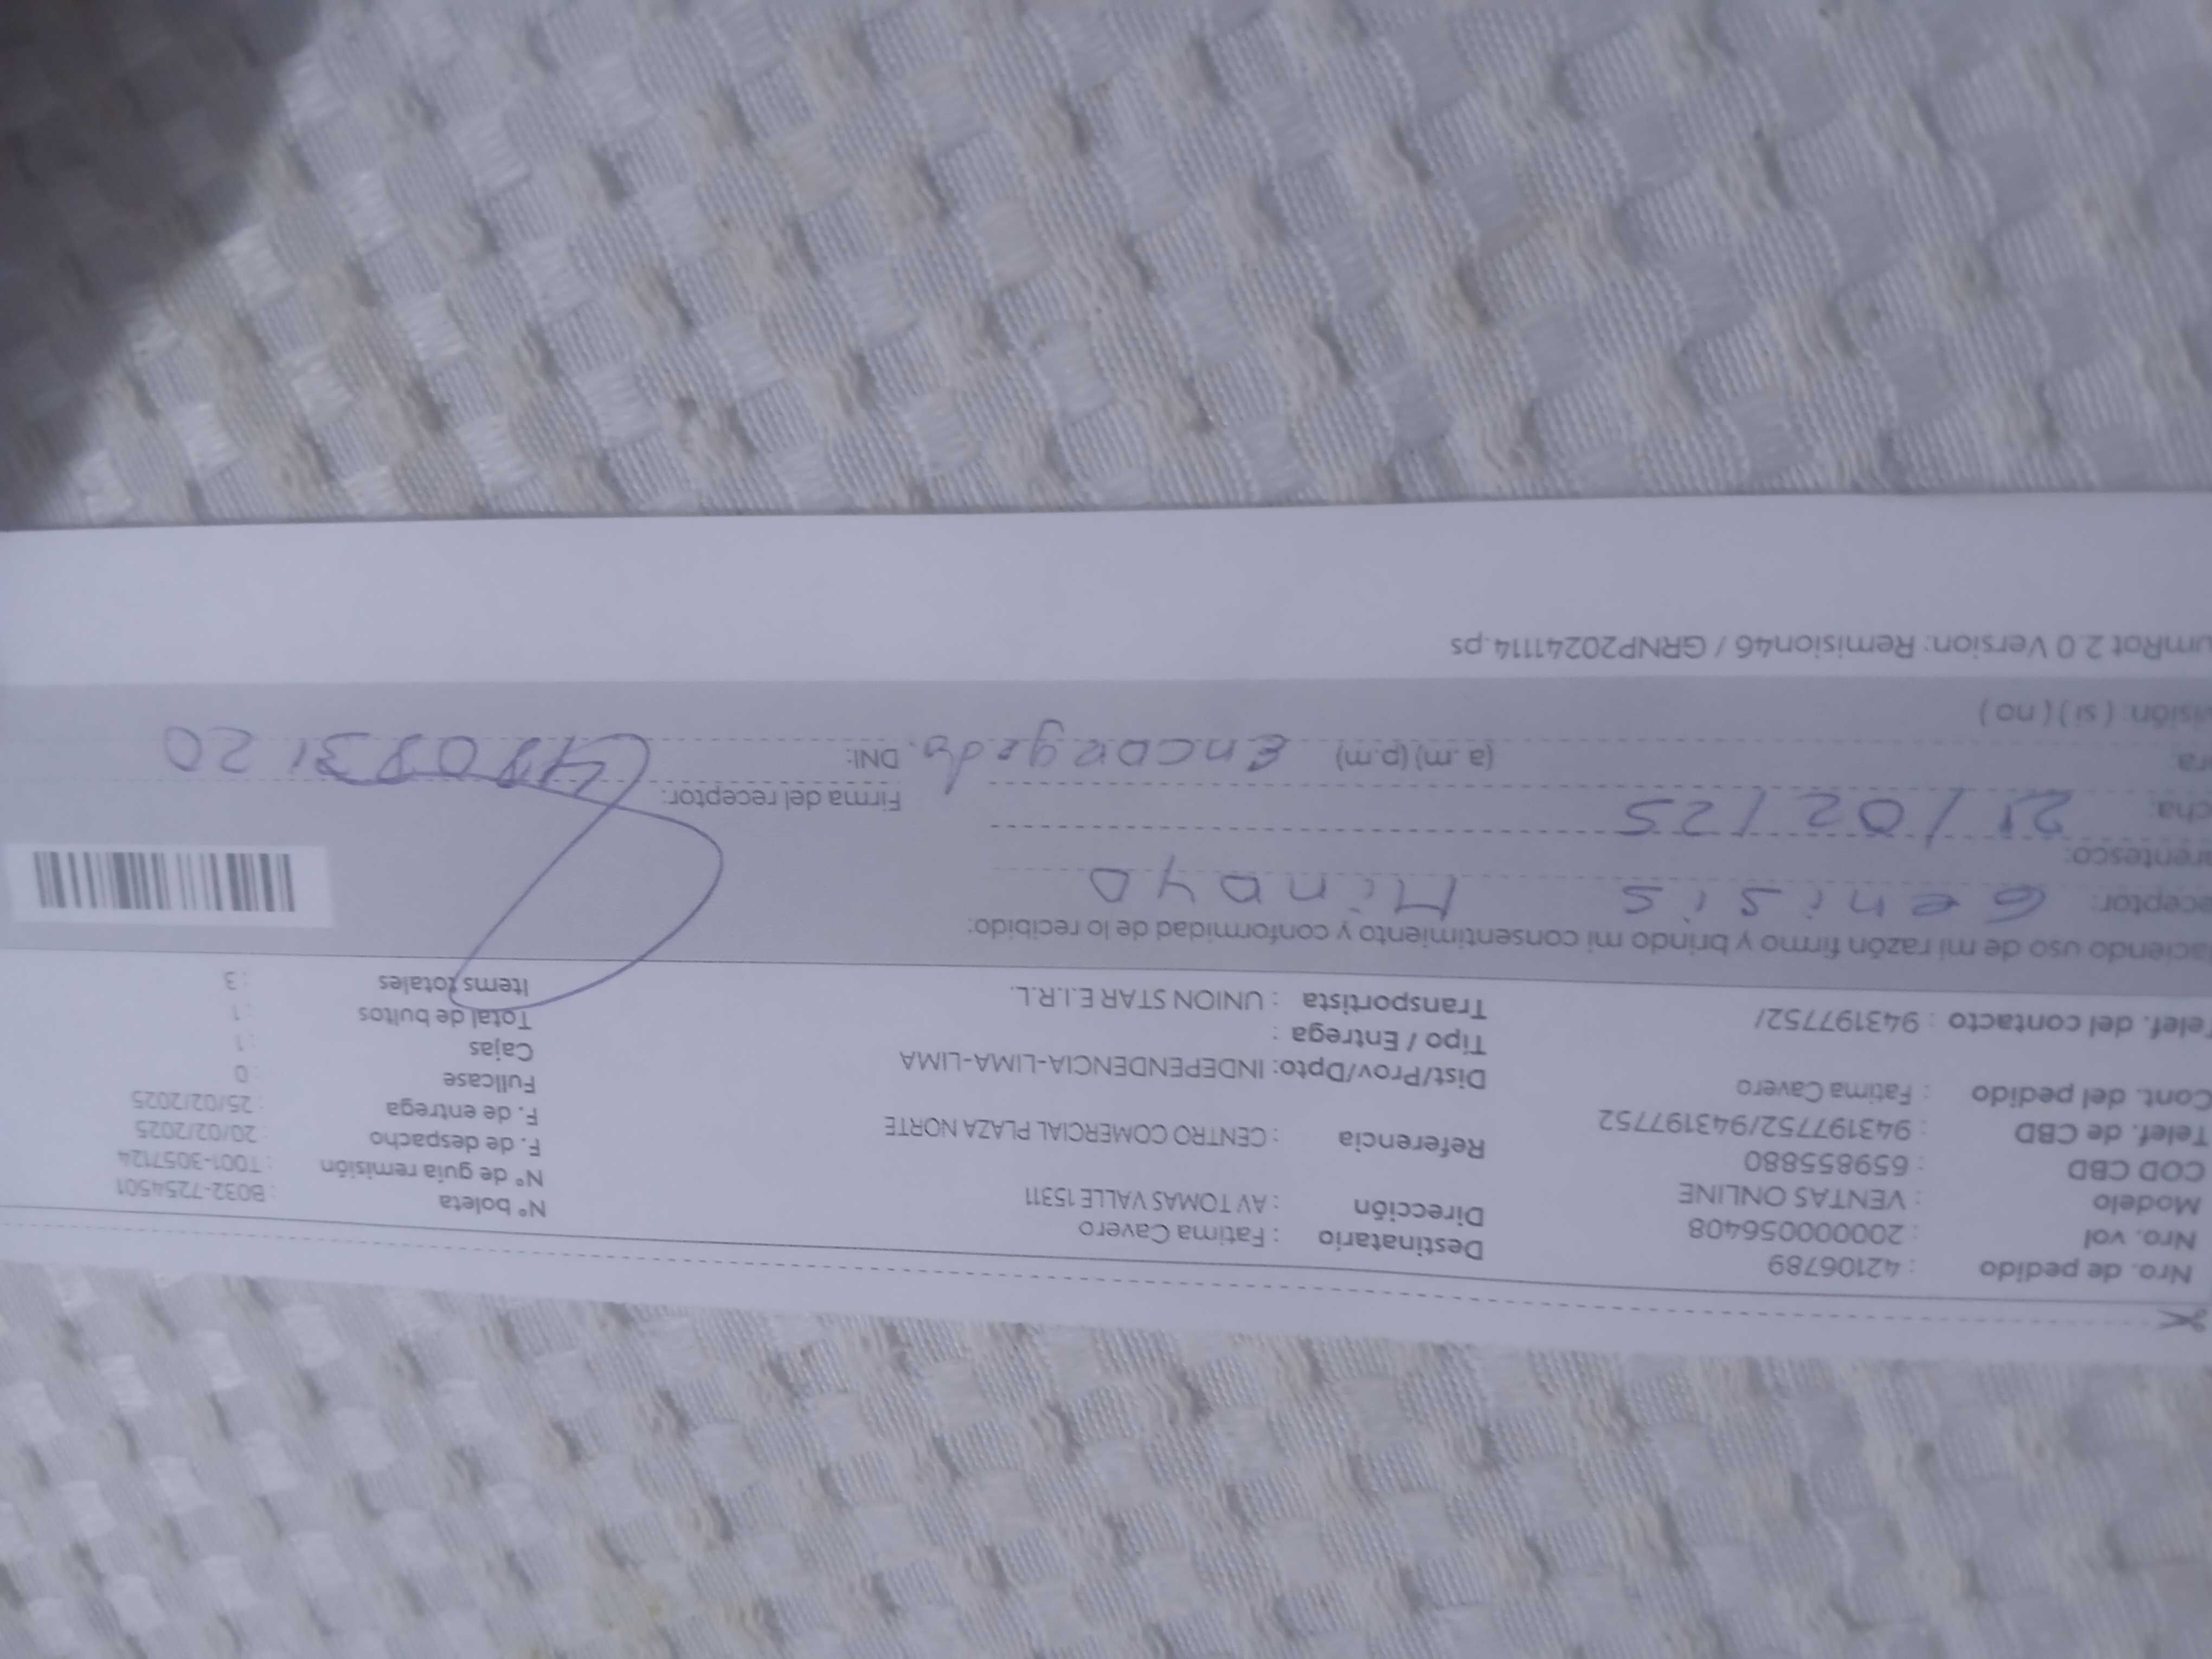 Nro. de pedido : 42106789
Nro. vol : 2000000056408
Modelo : VENTAS ONLINE
COD CBD : 659855880
Telef. de CBD : 943197752/943197752
Cont. del pedido : Fatima Cavero
Telef. del contacto : 943197752/
Destinatario : Fatima Cavero
Dirección : AV TOMAS VALLE 15311
Referencia : CENTRO COMERCIAL PLAZA NORTE
Dist/Prov/Dpto: INDEPENDENCIA-LIMA-LIMA
Tipo / Entrega :
Transportista : UNION STAR E.I.R.L.
N° boleta : B032-7254501
N° de guía remisión : T001-3057124
F. de despacho : 20/02/2025
F. de entrega : 25/02/2025
Fullcase : 0
Cajas : 1
Total de bultos : 1
Items totales : 3
aciendo uso de mi razón firmo y brindo mi consentimiento y conformidad de lo recibido:
eceptor: Genisis Minoyo
rentesco:
cha: 21/02/25
Firma del receptor:
ra (a.m) (p.m) Encargado. DNI:
isión: ( si ) ( no )
umRot 2.0 Version: Remision46 / GRNP20241114.ps